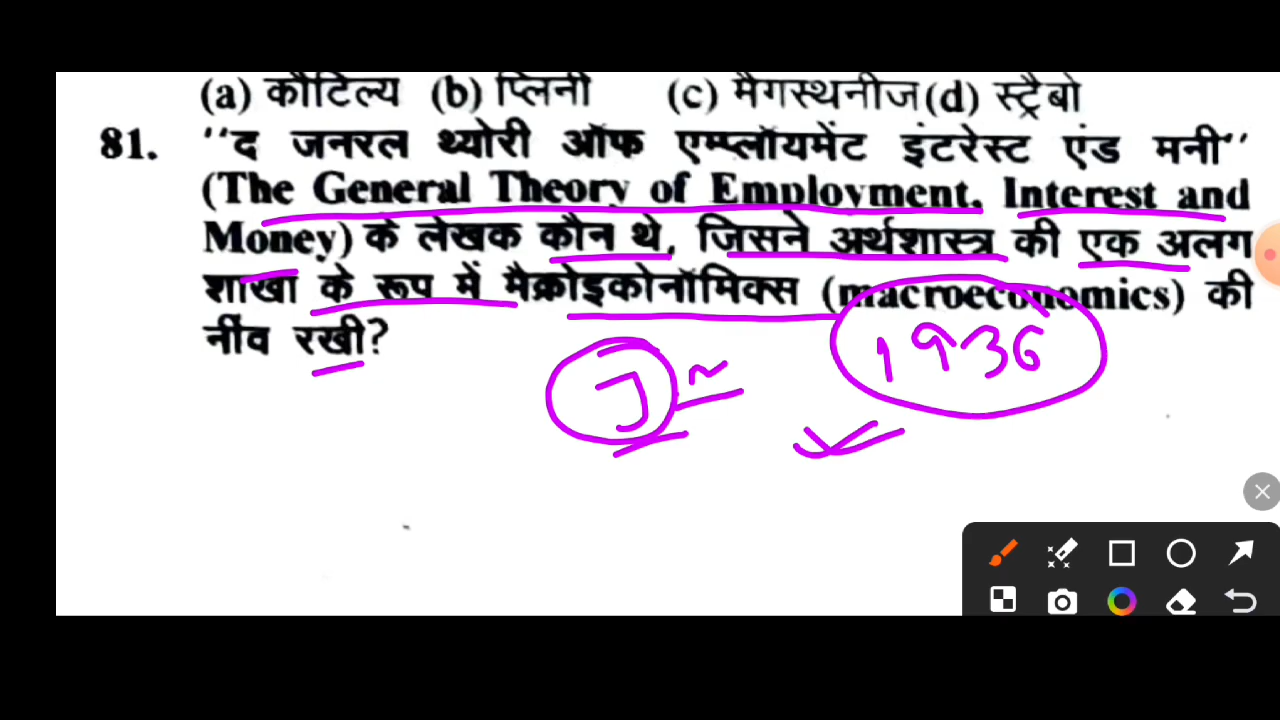 (a) कौटिल्य (b) प्लिनी (c) मैगस्थनीज (d) स्ट्रैबो
81. ‘‘द जनरल थ्योरी ऑफ एम्प्लॉयमेंट इंटरेस्ट एंड मनी’’
(The General Theory of Employment, Interest and
Money) के लेखक कौन थे, जिसने अर्थशास्त्र की एक अलग
शाखा के रूप में मैक्रोइकोनॉमिक्स (macroeconomics) की
नींव रखी?
1936
J